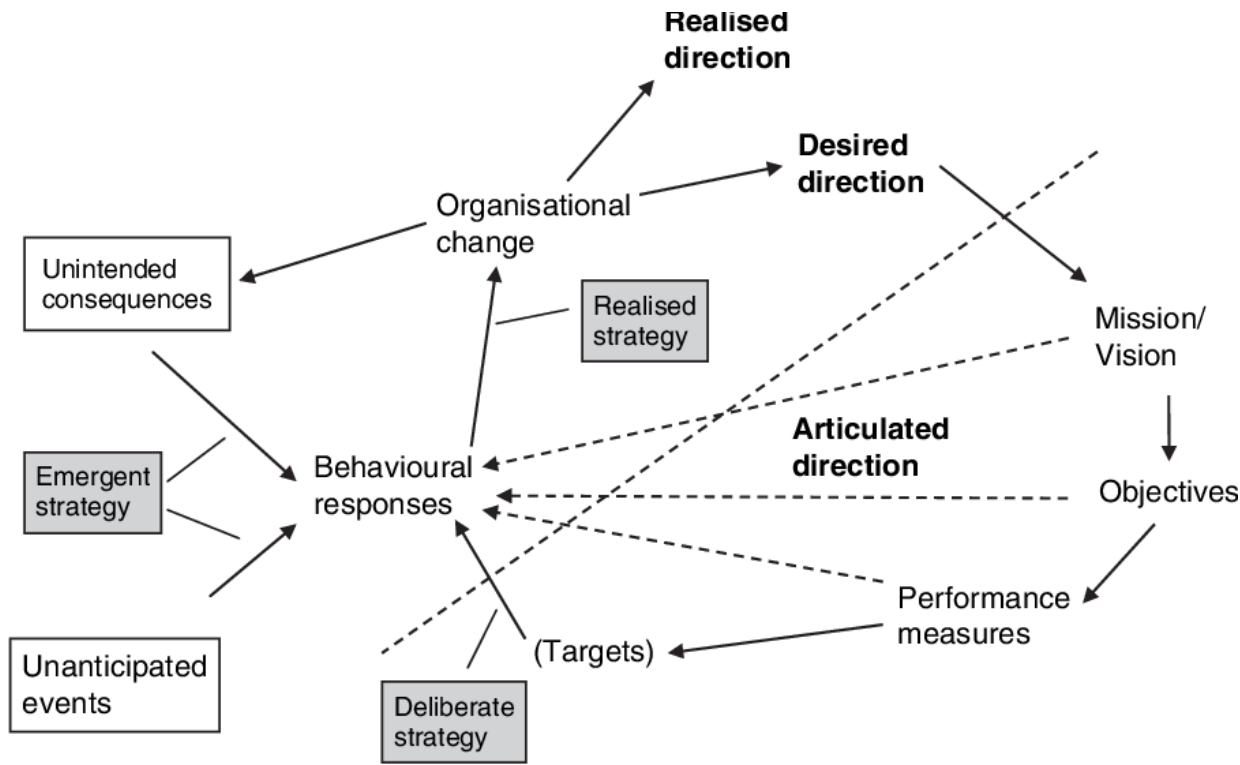 Realised
direction
Desired
direction
Organisational
change
Unintended
consequences
Realised
strategy
Mission/
Vision
Articulated
direction
Behavioural
responses
Emergent
strategy
Objectives
Performance
measures
(Targets)
Unanticipated
events
Deliberate
strategy